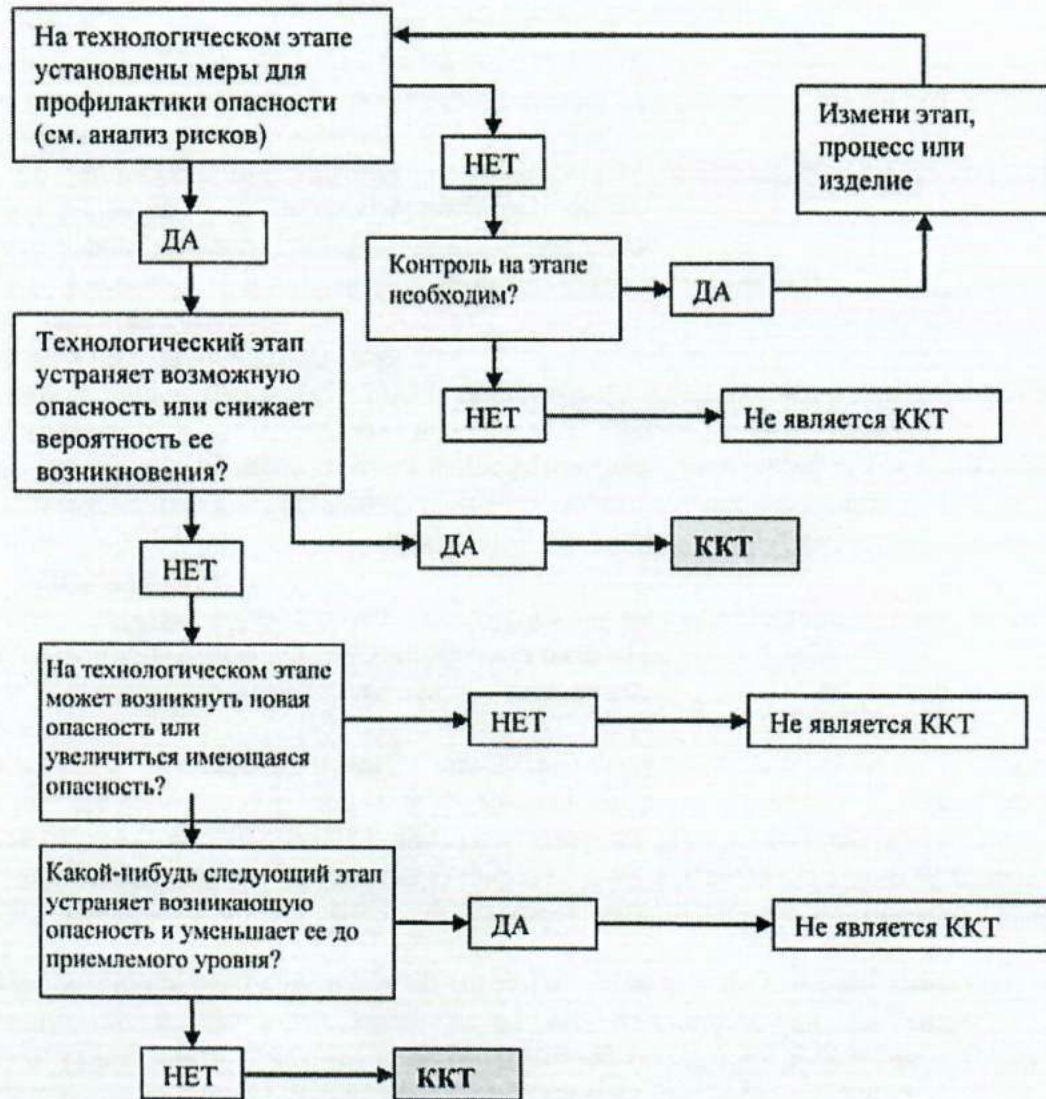 На технологическом этапе
установлены меры для
профилактики опасности
(см. анализ рисков)
Измени этап,
процесс или
изделие
НЕТ
ДА
Контроль на этапе
необходим?
ДА
Технологический этап
устраняет возможную
опасность или снижает
вероятность ее
возникновения?
НЕТ
Не является ККТ
ДА
ККТ
НЕТ
На технологическом этапе
может возникнуть новая
опасность или
увеличиться имеющаяся
опасность?
НЕТ
Не является ККТ
Какой-нибудь следующий этап
устраняет возникающую
опасность и уменьшает ее до
приемлемого уровня?
ДА
Не является ККТ
НЕТ
ККТ